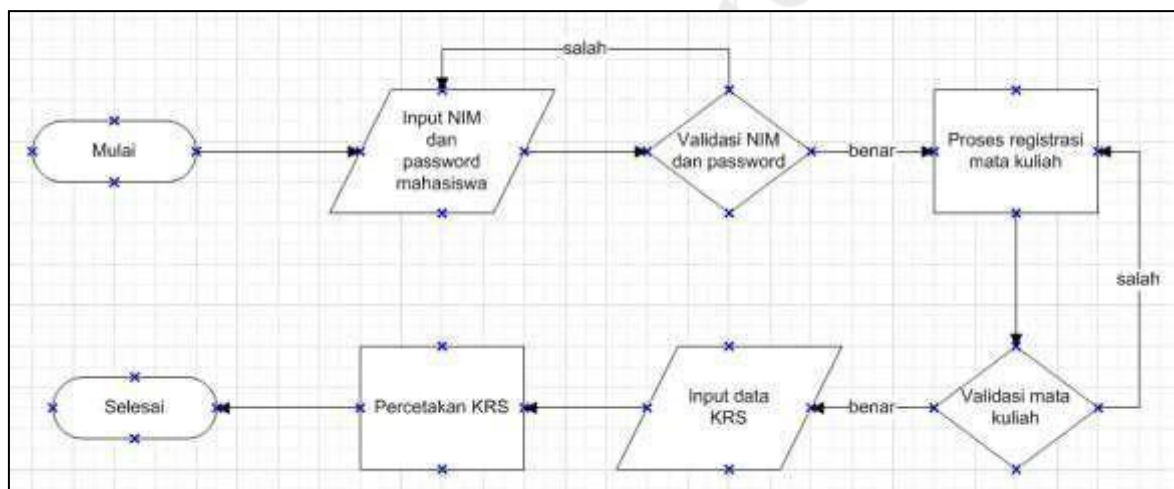 salah
Mulai
Input NIM
dan
password
mahasiswa
Validasi NIM
dan password
benar
Proses registrasi
mata kuliah
salah
Selesai
Percetakan KRS
Input data
KRS
benar
Validasi mata
kuliah